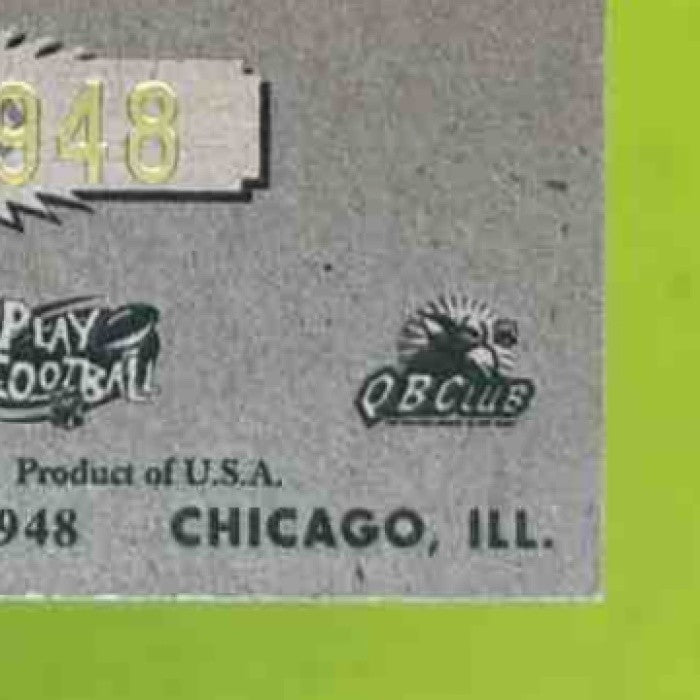 948
PLAY
FOOTBALL
QB CLUB
Product of U.S.A.
948 CHICAGO, ILL.